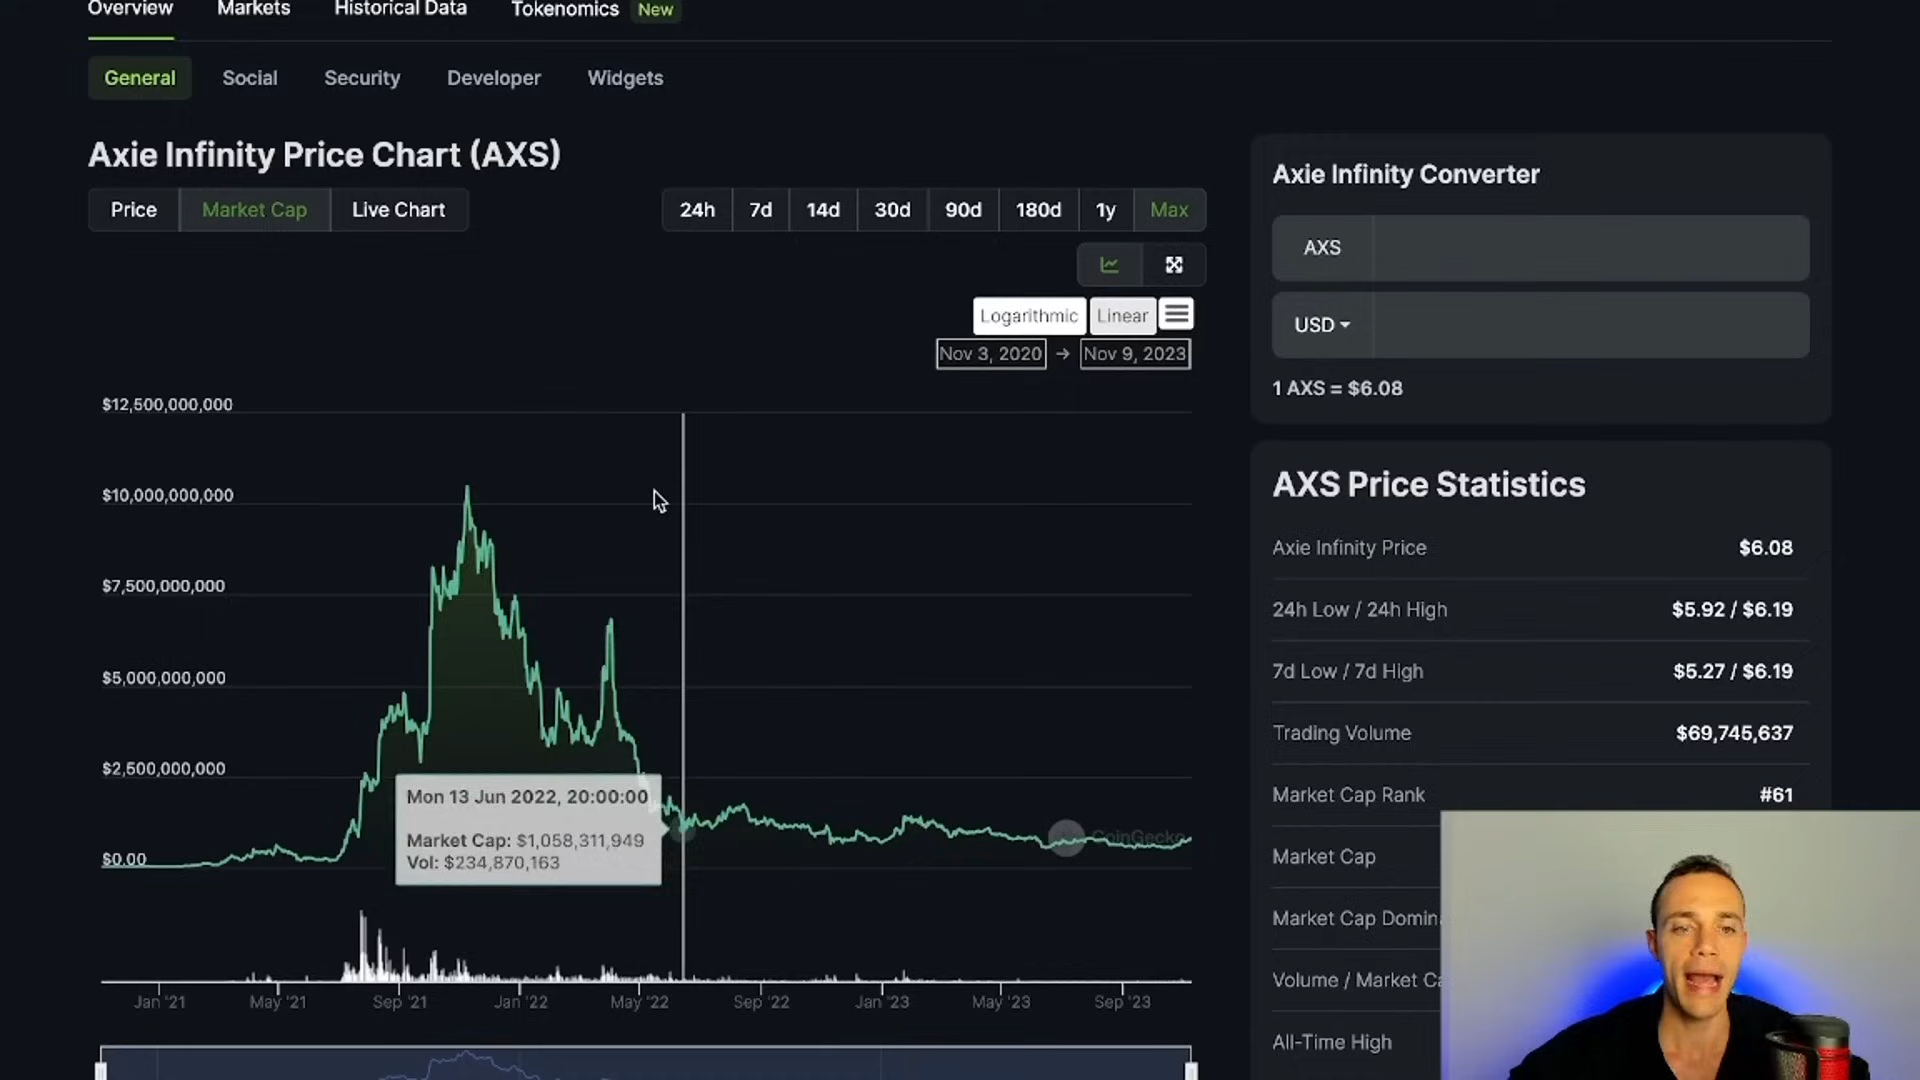 Overview Markets Historical Data Tokenomics New
General Social Security Developer Widgets
Axie Infinity Price Chart (AXS)
Price Market Cap Live Chart
24h 7d 14d 30d 90d 180d 1y Max
Logarithmic Linear
Nov 3, 2020 → Nov 9, 2023
$12,500,000,000
$10,000,000,000
$7,500,000,000
$5,000,000,000
$2,500,000,000
$0.00
Mon 13 Jun 2022, 20:00:00
Market Cap: $1,058,311,949
Vol: $234,870,163
CoinGecko
Jan '21 May '21 Sep '21 Jan '22 May '22 Sep '22 Jan '23 May '23 Sep '23
Axie Infinity Converter
AXS
USD
1 AXS = $6.08
AXS Price Statistics
Axie Infinity Price $6.08
24h Low / 24h High $5.92 / $6.19
7d Low / 7d High $5.27 / $6.19
Trading Volume $69,745,637
Market Cap Rank #61
Market Cap
Market Cap Domin
Volume / Market Ca
All-Time High